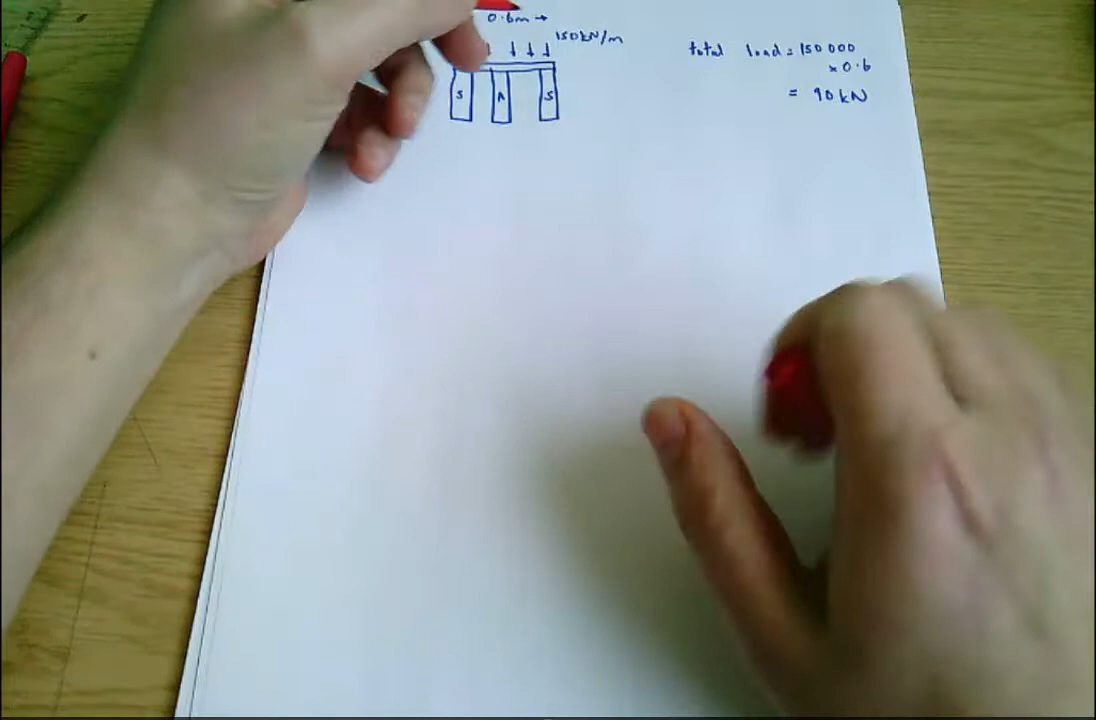 0.6m →
150kN/m
S A S
total load = 150 000
x 0.6
= 90 kN